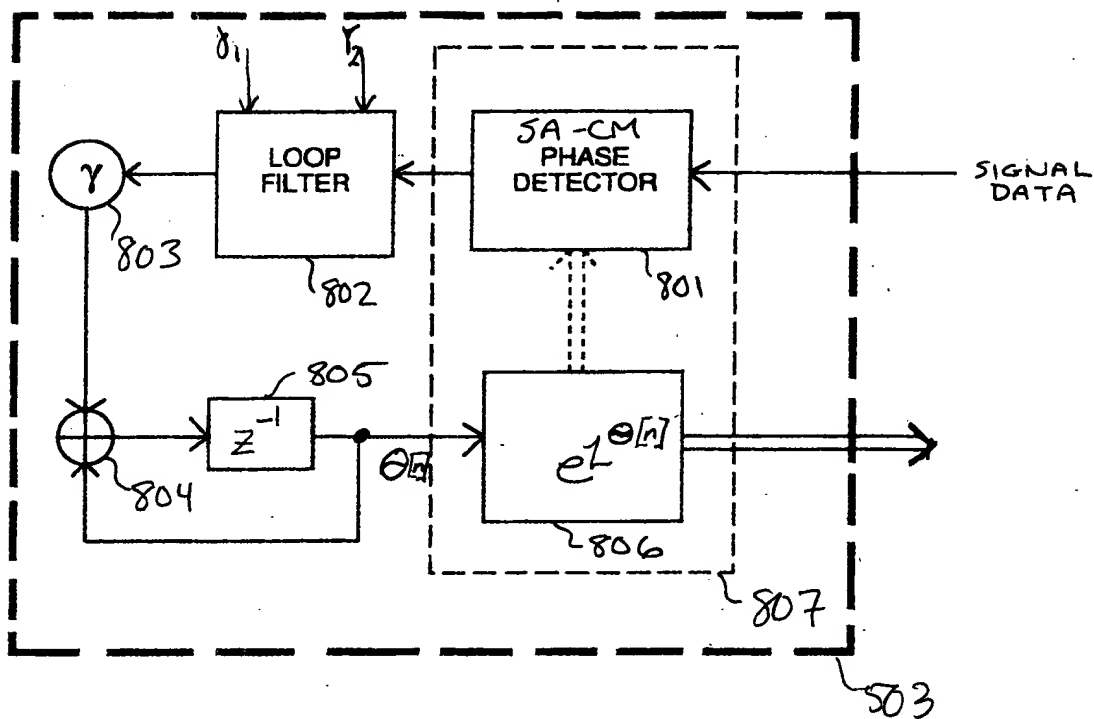 γ₁ γ₂
SA-CM
PHASE
DETECTOR
LOOP
FILTER
γ
SIGNAL
DATA
803
802
801
805
z⁻¹
Θ[n]
e^{j Θ[n]}
804
806
807
503